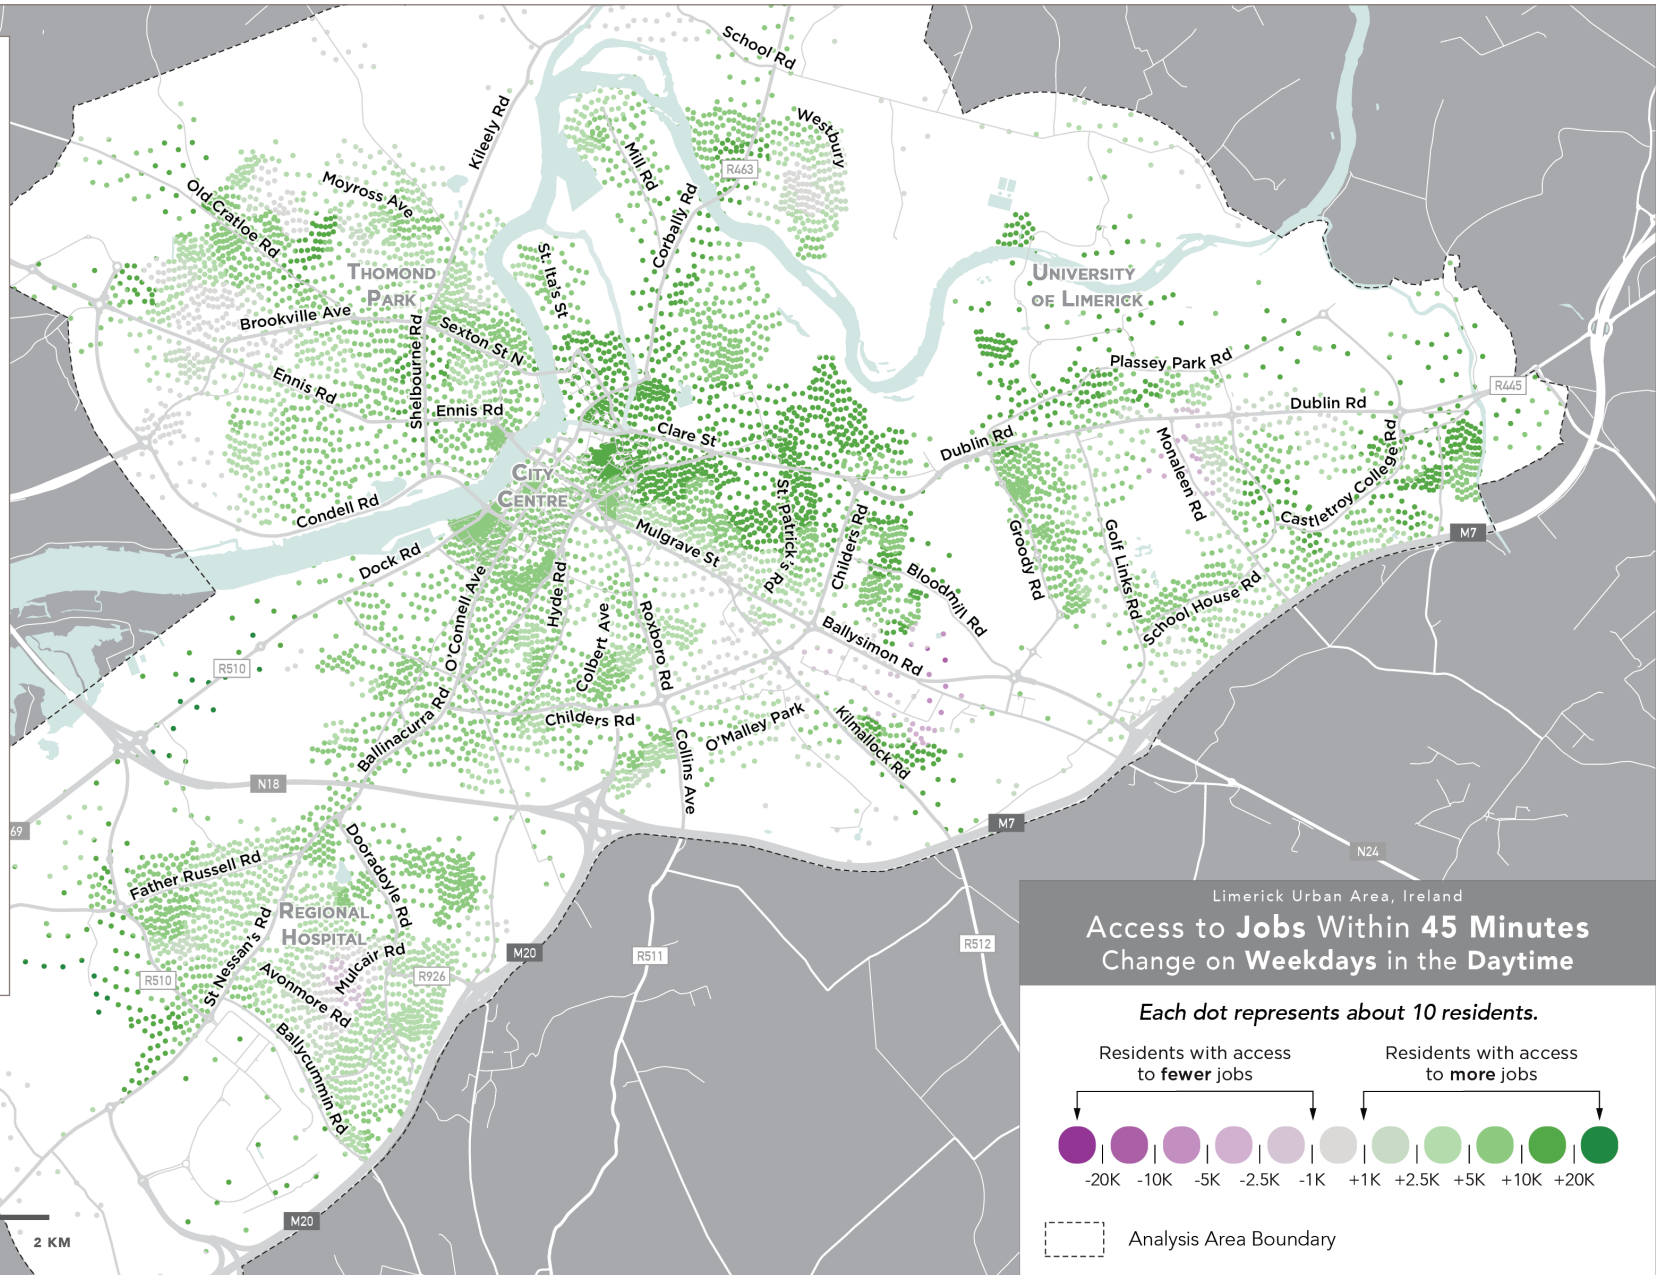 School Rd
Kileely Rd
Westbury
Mill Rd
R463
Moyross Ave
Old Cratloe Rd
Corbally Rd
St. Ita's St
THOMOND
PARK
UNIVERSITY
OF LIMERICK
Brookville Ave
Shelbourne Rd
Sexton St N
Plassey Park Rd
R445
Ennis Rd
Ennis Rd
Dublin Rd
Clare St
Dublin Rd
Monaleen Rd
Castletroy College Rd
CITY
CENTRE
St Patrick's Rd
Condell Rd
Childers Rd
Groody Rd
Golf Links Rd
M7
Mulgrave St
Dock Rd
Bloodmill Rd
O'Connell Ave
Hyde Rd
Colbert Ave
Roxboro Rd
School House Rd
Ballysimon Rd
R510
Ballinacurra Rd
Childers Rd
O'Malley Park
Kilmallock Rd
Collins Ave
N18
69
M7
N24
Dooradoyle Rd
Father Russell Rd
REGIONAL
HOSPITAL
St Nessan's Rd
Mulcair Rd
Avonmore Rd
R510
R926
M20
R511
R512
Ballycummin Rd
M20
2 KM
Limerick Urban Area, Ireland
Access to Jobs Within 45 Minutes
Change on Weekdays in the Daytime
Each dot represents about 10 residents.
Residents with access
to fewer jobs
Residents with access
to more jobs
-20K -10K -5K -2.5K -1K +1K +2.5K +5K +10K +20K
Analysis Area Boundary